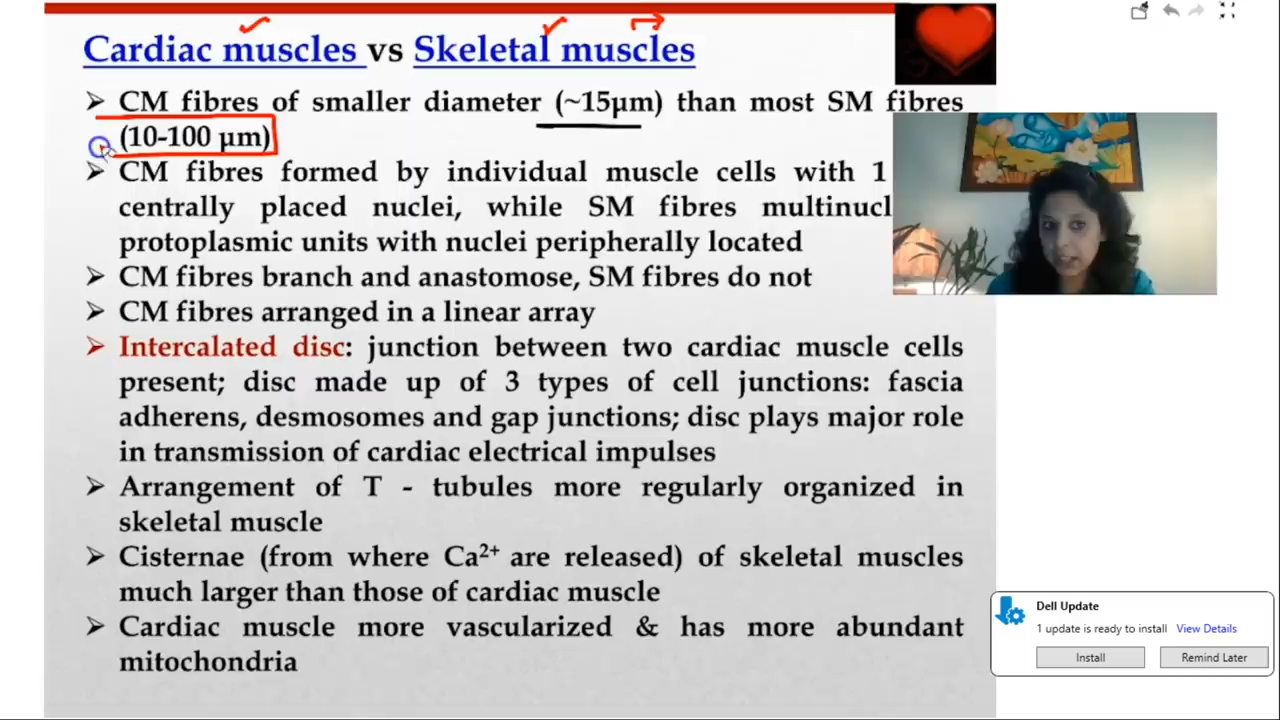 Cardiac muscles vs Skeletal muscles
➢ CM fibres of smaller diameter (~15μm) than most SM fibres
(10-100 μm)
➢ CM fibres formed by individual muscle cells with 1
centrally placed nuclei, while SM fibres
protoplasmic units with nuclei peripherally located
➢ CM fibres branch and anastomose, SM fibres do not
➢ CM fibres arranged in a linear array
➢ Intercalated disc: junction between two cardiac muscle cells
present; disc made up of 3 types of cell junctions: fascia
adherens, desmosomes and gap junctions; disc plays major role
in transmission of cardiac electrical impulses
➢ Arrangement of T - tubules more regularly organized in
skeletal muscle
➢ Cisternae (from where Ca²⁺ are released) of skeletal muscles
much larger than those of cardiac muscle
➢ Cardiac muscle more vascularized & has more abundant
mitochondria
Dell Update
1 update is ready to install View Details
Install Remind Later